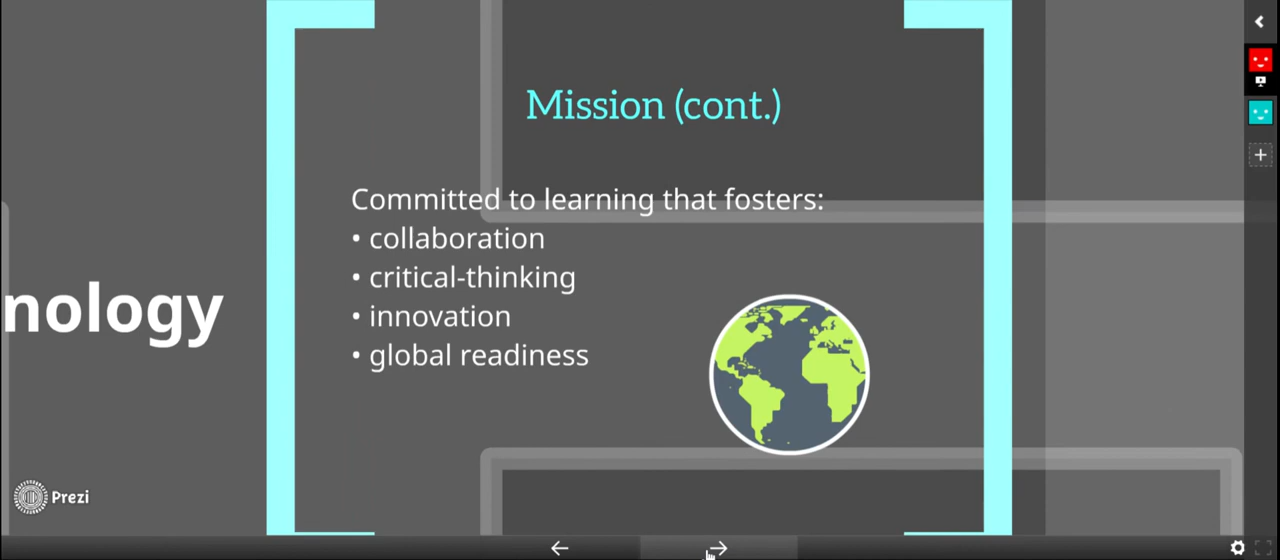 Mission (cont.)
Committed to learning that fosters:
• collaboration
• critical-thinking
• innovation
• global readiness
nology
Prezi